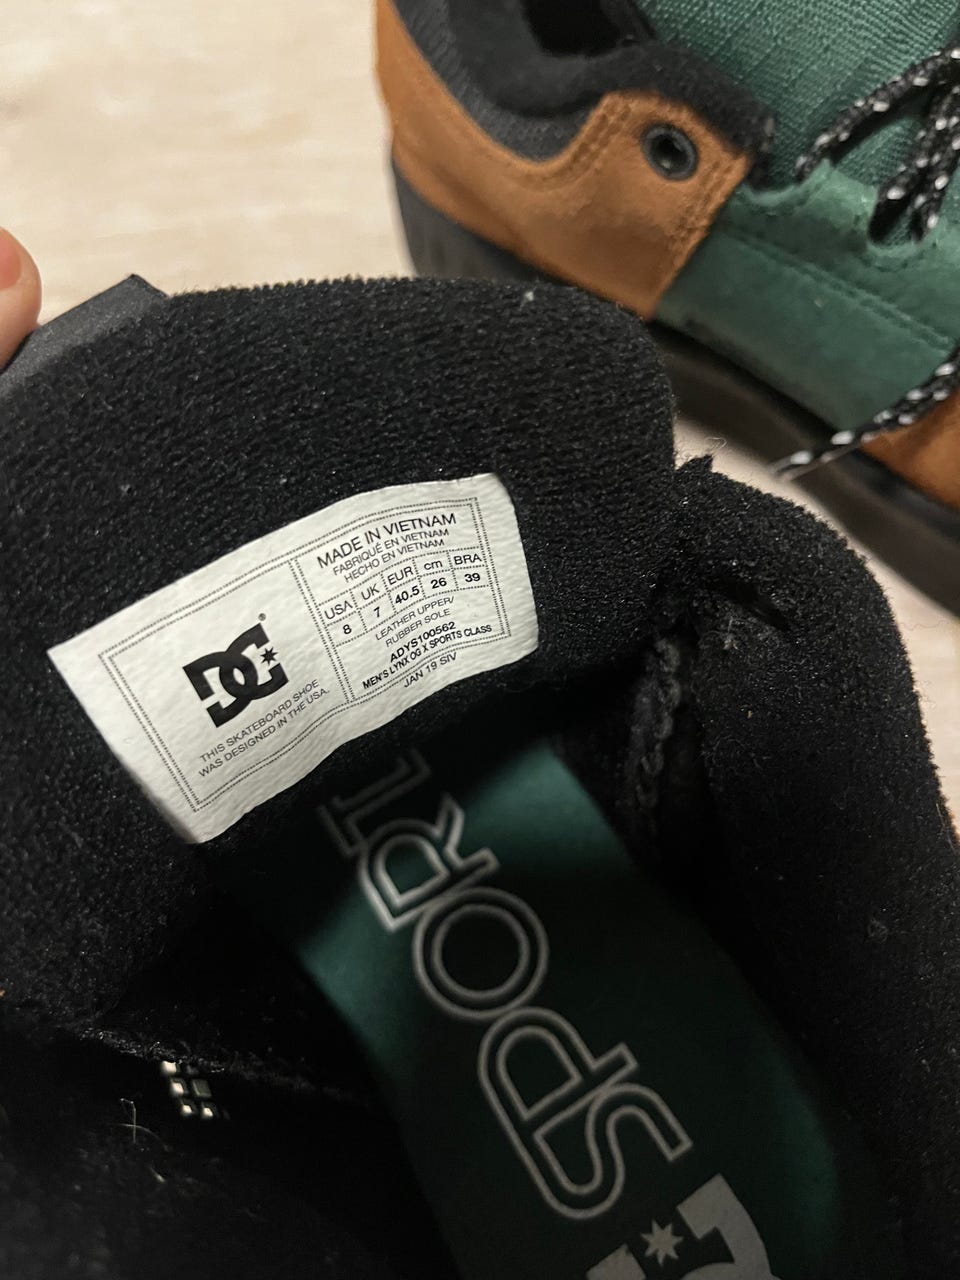 DC®
THIS SKATEBOARD SHOE
WAS DESIGNED IN THE USA.
MADE IN VIETNAM
FABRIQUÉ EN VIETNAM
HECHO EN VIETNAM
USA UK EUR cm BRA
8 7 40.5 26 39
LEATHER UPPER/
RUBBER SOLE
ADYS100562
MEN'S LYNX OG X SPORTS CLASS
JAN 19 SIV
SPORT